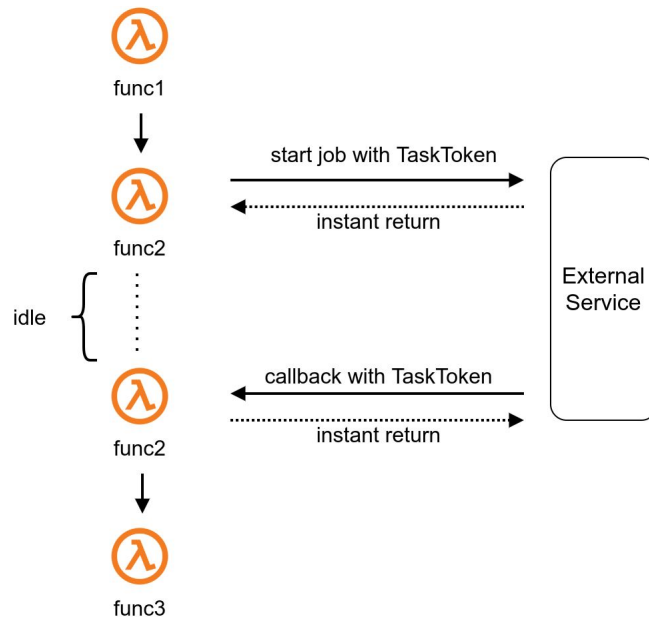 λ
func1
start job with TaskToken
λ
instant return
func2
idle
External
Service
callback with TaskToken
λ
instant return
func2
λ
func3